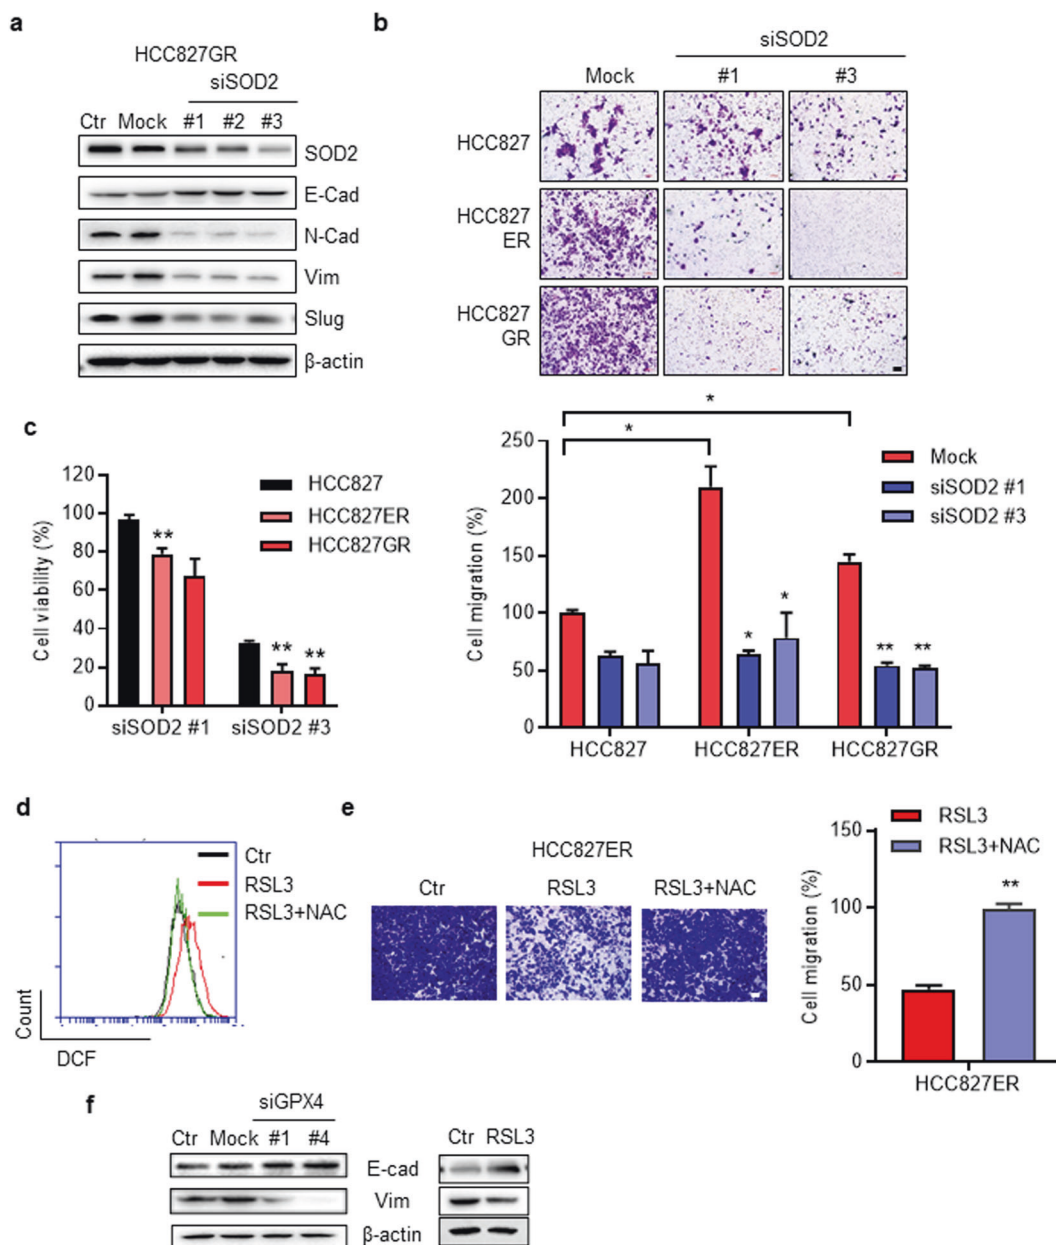 a
HCC827GR
siSOD2
Ctr Mock #1 #2 #3
SOD2
E-Cad
N-Cad
Vim
Slug
β-actin
b
siSOD2
Mock #1 #3
HCC827
HCC827
ER
HCC827
GR
c
Cell viability (%)
120
100
80
60
40
20
0
HCC827
HCC827ER
HCC827GR
**
** **
siSOD2 #1 siSOD2 #3
Cell migration (%)
250
200
150
100
50
0
*
*
Mock
siSOD2 #1
siSOD2 #3
* *
** **
HCC827 HCC827ER HCC827GR
d
Ctr
RSL3
RSL3+NAC
Count
DCF
e
HCC827ER
Ctr RSL3 RSL3+NAC
RSL3
RSL3+NAC
Cell migration (%)
150
100
50
0
**
HCC827ER
f
siGPX4
Ctr Mock #1 #4
Ctr RSL3
E-cad
Vim
β-actin